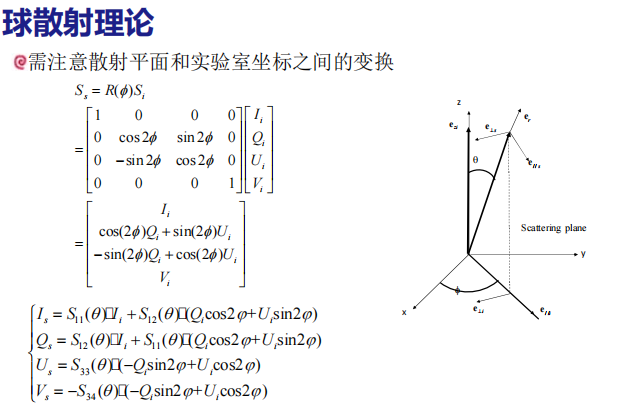 球散射理论
需注意散射平面和实验室坐标之间的变换
S_s = R(ϕ)S_i
= [1 0 0 0; 0 cos2ϕ sin2ϕ 0; 0 −sin2ϕ cos2ϕ 0; 0 0 0 1][I_i; Q_i; U_i; V_i]
= [I_i; cos(2ϕ)Q_i + sin(2ϕ)U_i; −sin(2ϕ)Q_i + cos(2ϕ)U_i; V_i]
I_s = S_11(θ)□I_i + S_12(θ)□(Q_i cos2φ+U_i sin2φ)
Q_s = S_12(θ)□I_i + S_11(θ)□(Q_i cos2φ+U_i sin2φ)
U_s = S_33(θ)□(−Q_i sin2φ+U_i cos2φ)
V_s = −S_34(θ)□(−Q_i sin2φ+U_i cos2φ)
z
e_r
e_⊥s
θ
e_//s
Scattering plane
y
ϕ
x
e_⊥i